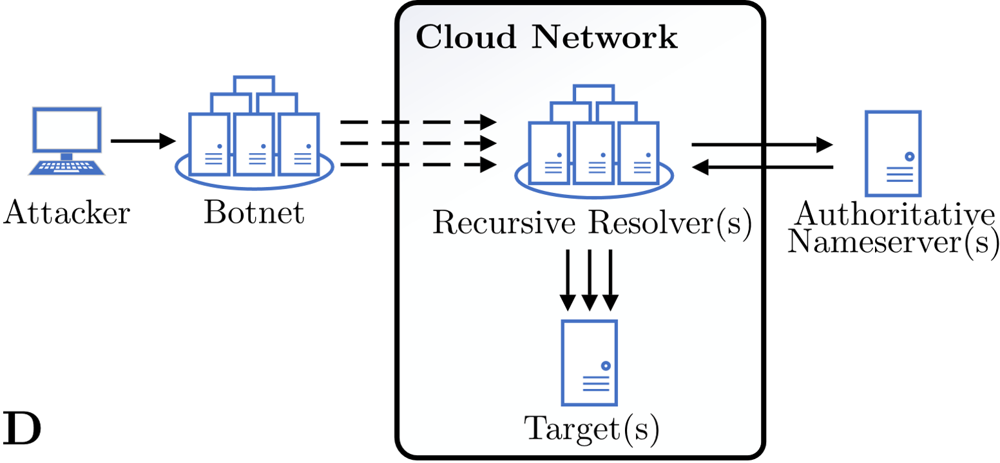 Cloud Network
Attacker
Botnet
Recursive Resolver(s)
Authoritative
Nameserver(s)
Target(s)
D